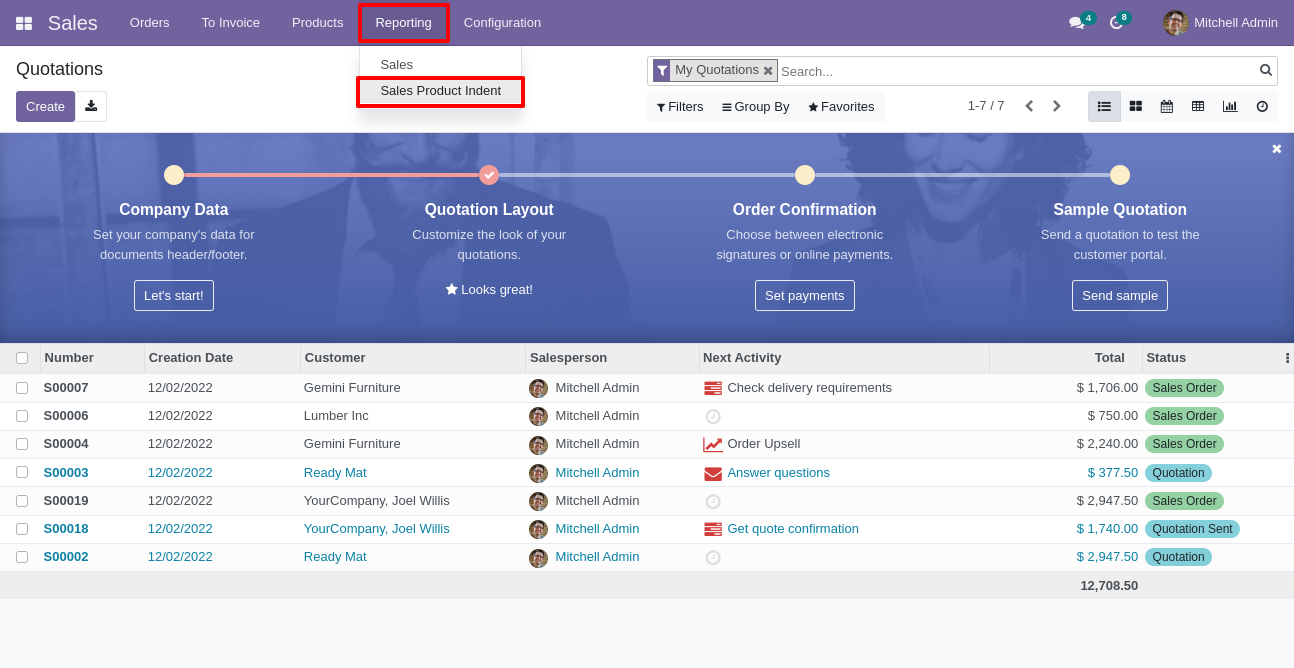 Sales Orders To Invoice Products Reporting Configuration 4 8 Mitchell Admin
Quotations
Sales
Sales Product Indent
My Quotations Search...
Create
Filters Group By Favorites 1-7 / 7
Company Data Quotation Layout Order Confirmation Sample Quotation
Set your company's data for Customize the look of your Choose between electronic Send a quotation to test the
documents header/footer. quotations. signatures or online payments. customer portal.
Let's start! Looks great! Set payments Send sample
Number Creation Date Customer Salesperson Next Activity Total Status
S00007 12/02/2022 Gemini Furniture Mitchell Admin Check delivery requirements $ 1,706.00 Sales Order
S00006 12/02/2022 Lumber Inc Mitchell Admin $ 750.00 Sales Order
S00004 12/02/2022 Gemini Furniture Mitchell Admin Order Upsell $ 2,240.00 Sales Order
S00003 12/02/2022 Ready Mat Mitchell Admin Answer questions $ 377.50 Quotation
S00019 12/02/2022 YourCompany, Joel Willis Mitchell Admin $ 2,947.50 Sales Order
S00018 12/02/2022 YourCompany, Joel Willis Mitchell Admin Get quote confirmation $ 1,740.00 Quotation Sent
S00002 12/02/2022 Ready Mat Mitchell Admin $ 2,947.50 Quotation
12,708.50